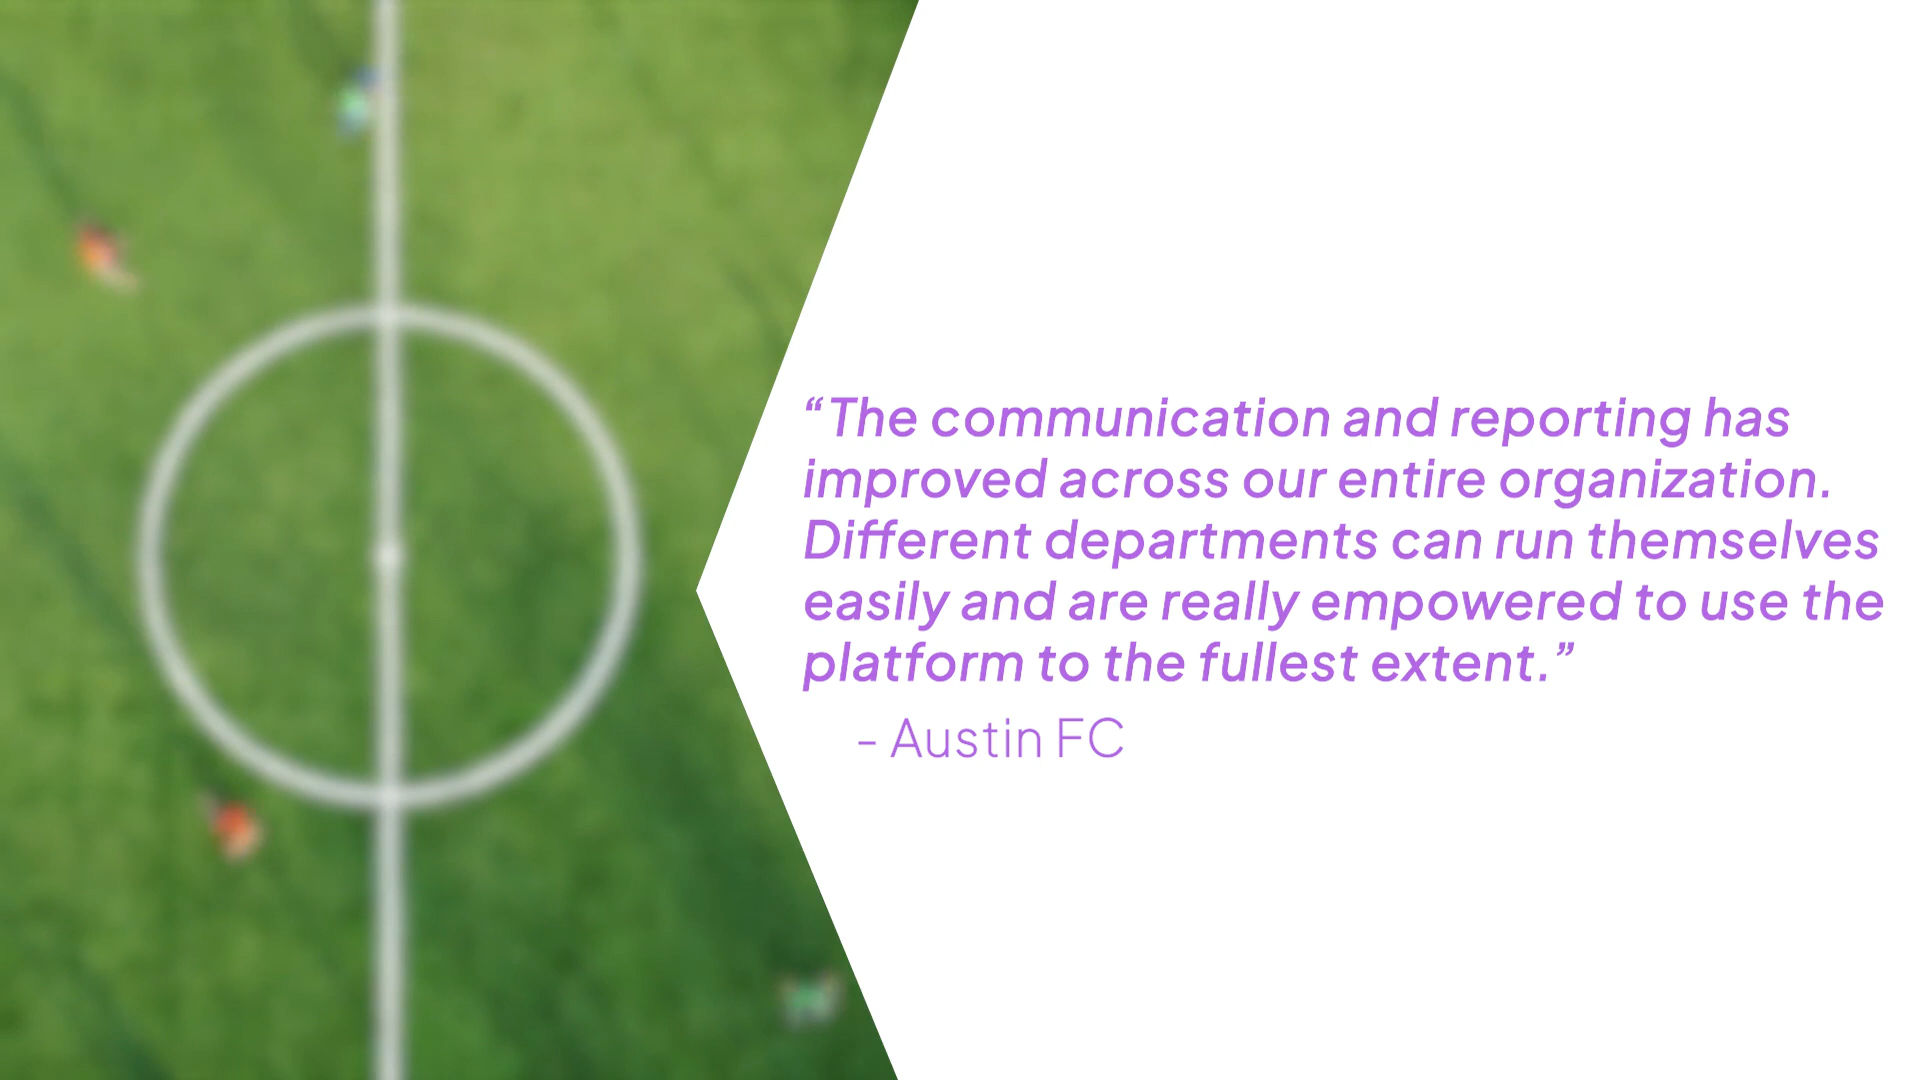 “The communication and reporting has
improved across our entire organization.
Different departments can run themselves
easily and are really empowered to use the
platform to the fullest extent.”
- Austin FC